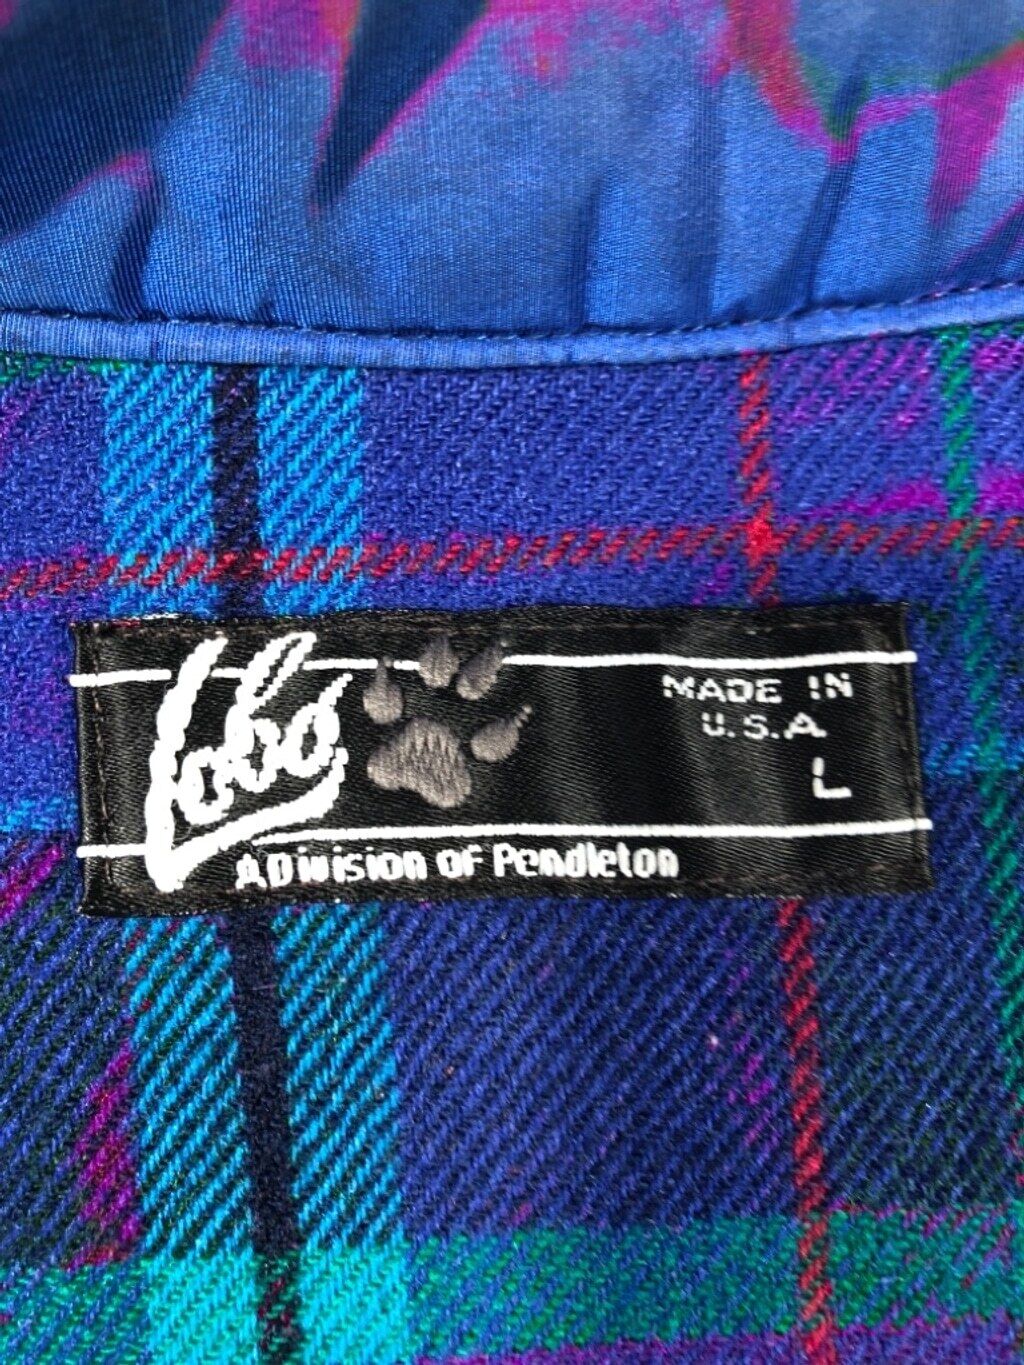 Lobo
MADE IN
U.S.A
L
A Division of Pendleton